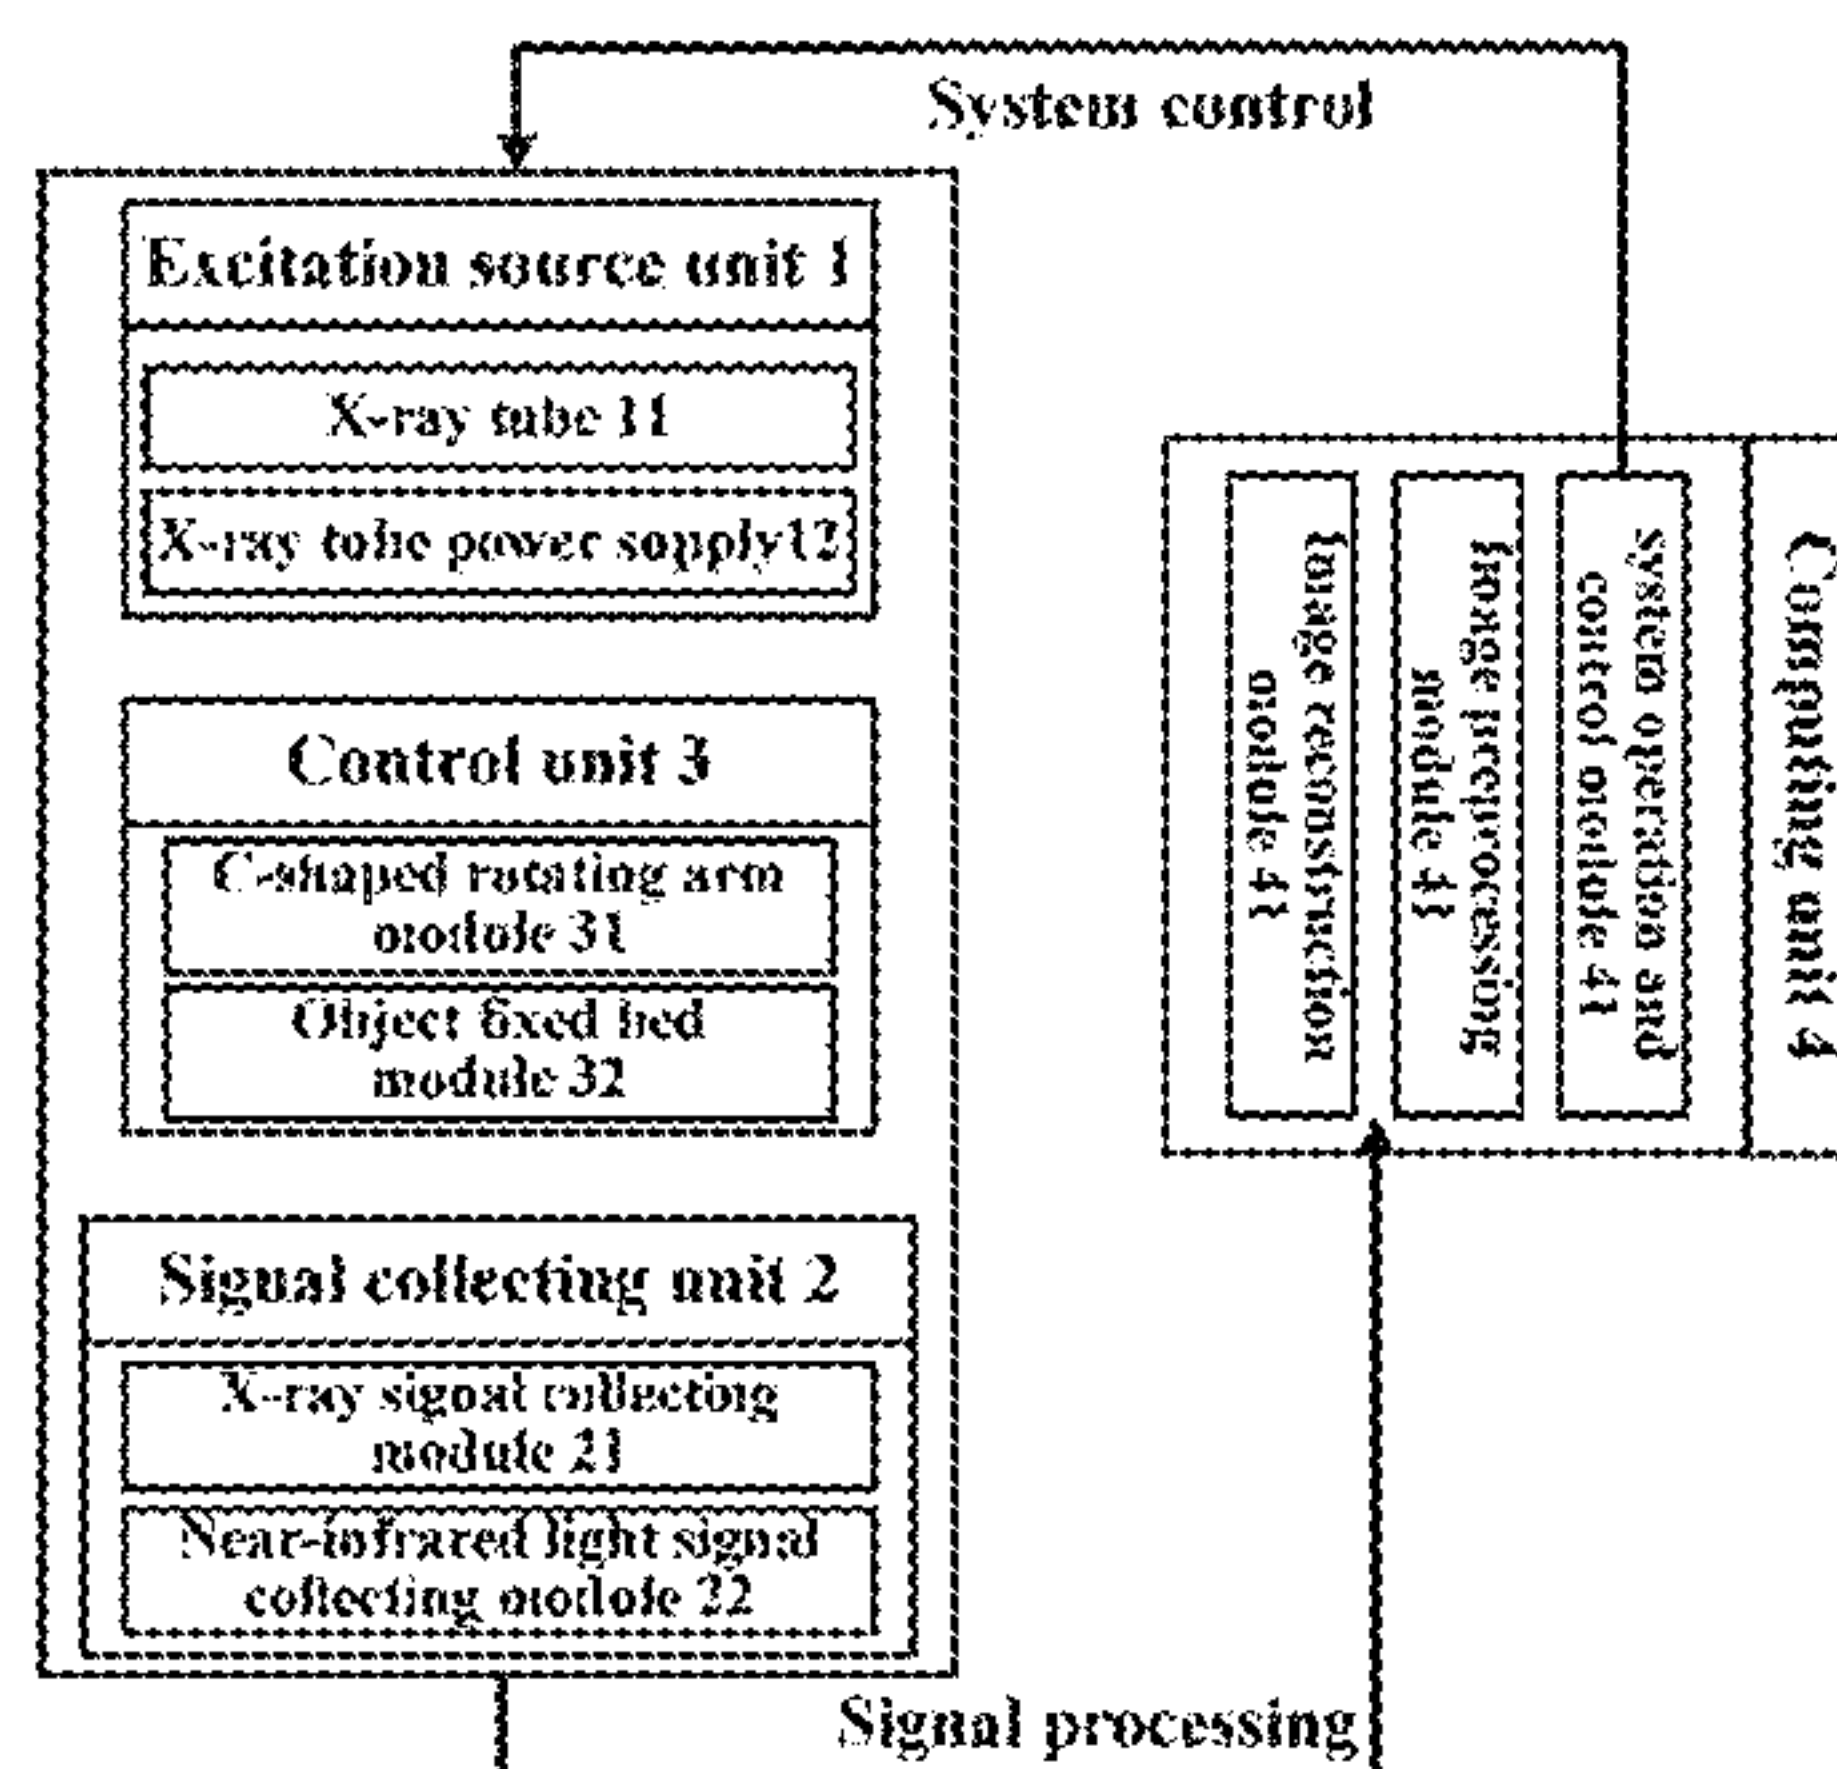 System control
Excitation source unit 1
X-ray tube 11
X-ray tube power supply12
Control unit 3
C-shaped rotating arm
module 31
Object fixed bed
module 32
Signal collecting unit 2
X-ray signal collecting
module 21
Near-infrared light signal
collecting module 22
Image reconstruction
module
Image preprocessing
module
system operation and
control module 41
Computing unit 4
Signal processing